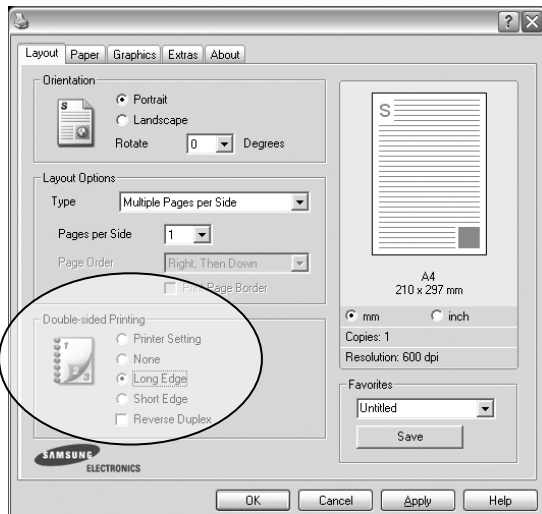 Layout Paper Graphics Extras About
Orientation
Portrait
Landscape
Rotate 0 Degrees
Layout Options
Type Multiple Pages per Side
Pages per Side 1
Page Order Right, Then Down
Print Page Border
Double-sided Printing
Printer Setting
None
Long Edge
Short Edge
Reverse Duplex
SAMSUNG
ELECTRONICS
S
S
1
2
3
A4
210 x 297 mm
mm inch
Copies: 1
Resolution: 600 dpi
Favorites
Untitled
Save
OK Cancel Apply Help